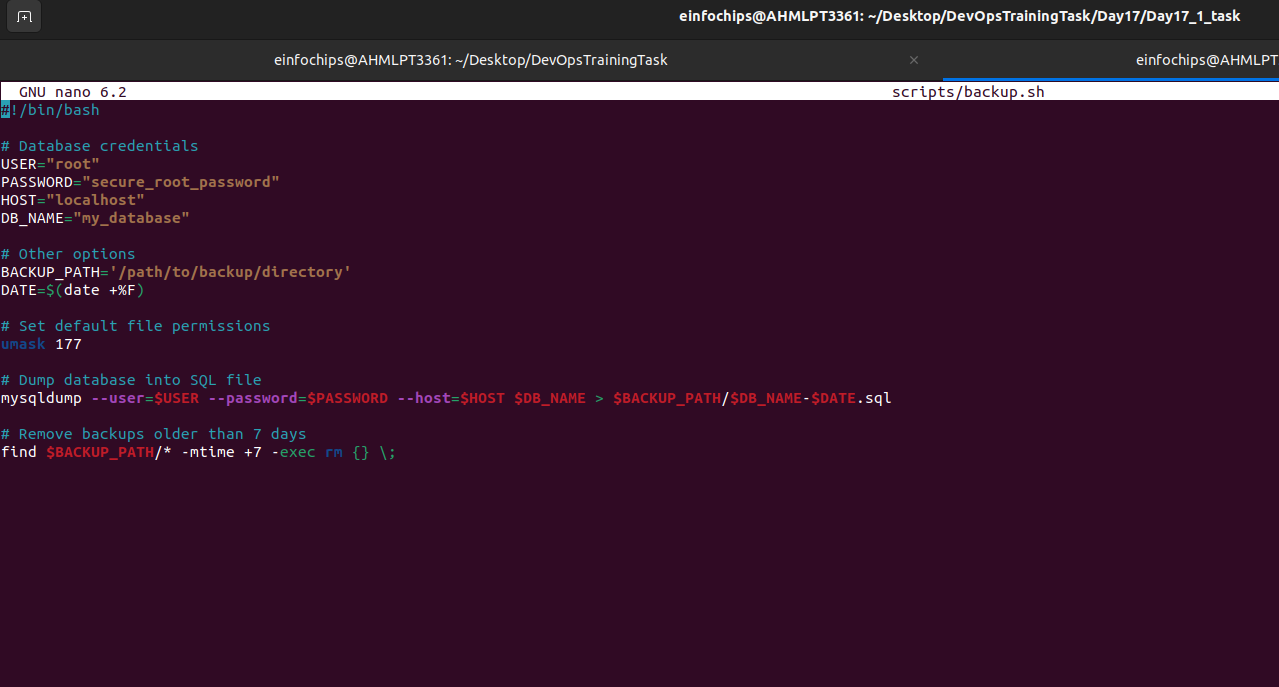 einfochips@AHMLPT3361: ~/Desktop/DevOpsTrainingTask/Day17/Day17_1_task
einfochips@AHMLPT3361: ~/Desktop/DevOpsTrainingTask × einfochips@AHMLPT
GNU nano 6.2 scripts/backup.sh
#!/bin/bash
# Database credentials
USER="root"
PASSWORD="secure_root_password"
HOST="localhost"
DB_NAME="my_database"
# Other options
BACKUP_PATH='/path/to/backup/directory'
DATE=$(date +%F)
# Set default file permissions
umask 177
# Dump database into SQL file
mysqldump --user=$USER --password=$PASSWORD --host=$HOST $DB_NAME > $BACKUP_PATH/$DB_NAME-$DATE.sql
# Remove backups older than 7 days
find $BACKUP_PATH/* -mtime +7 -exec rm {} \;